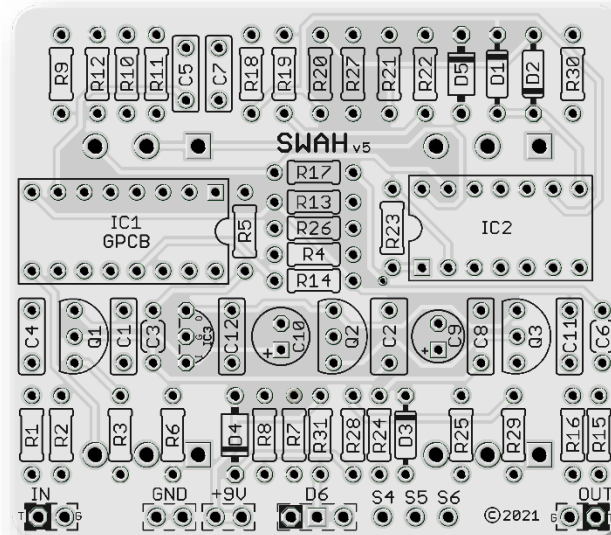 R9 R12 R10 R11 C5 C7 R18 R19 R20 R27 R21 R22 D5 D1 D2 R30
SWAH v5
R17
R13
R26
R4
R14
IC1
GPCB
R5
R23
IC2
C4 Q1 C1 C3 IC3 C12 C10 Q2 C2 C9 C8 Q3 C11 C6
I G O
+ +
R1 R2 R3 R6 D4 R8 R7 R31 R28 R24 D3 R25 R29 R16 R15
IN GND +9V D6 S4 S5 S6 ©2021 OUT
T G G T